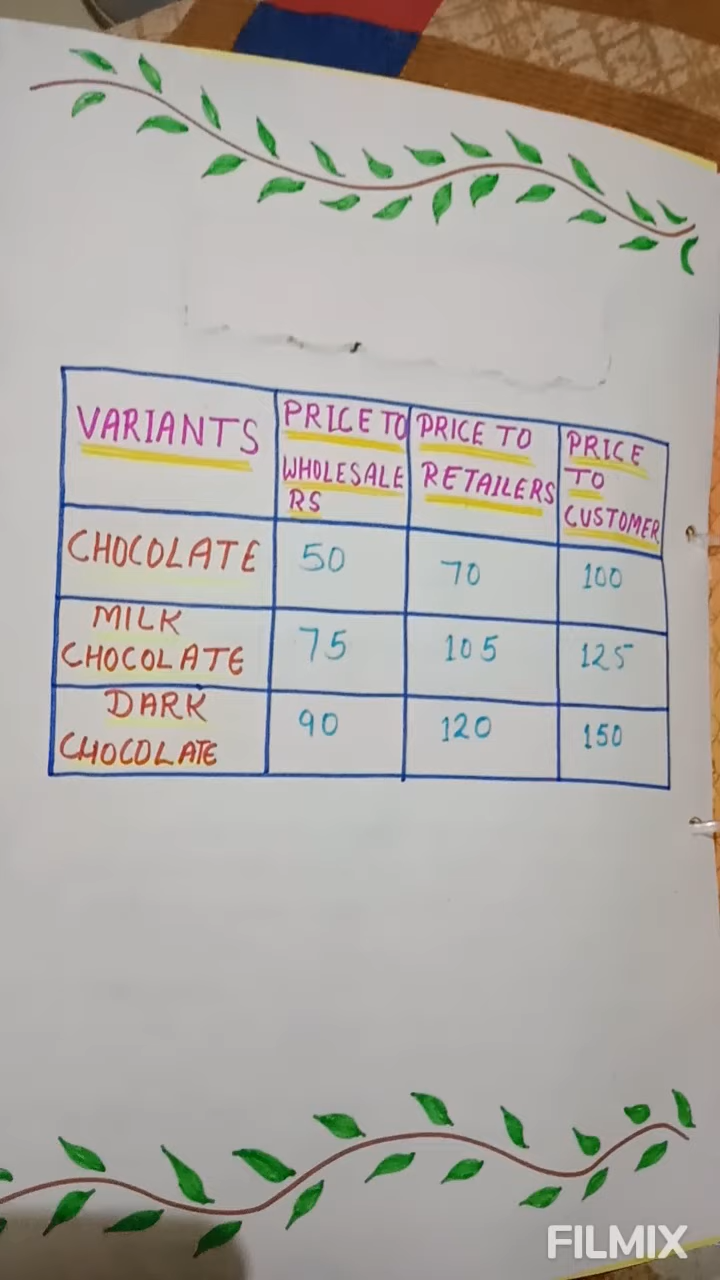 VARIANTS PRICE TO WHOLESALE RS PRICE TO RETAILERS PRICE TO CUSTOMER
CHOCOLATE 50 70 100
MILK CHOCOLATE 75 105 125
DARK CHOCOLATE 90 120 150
FILMIX